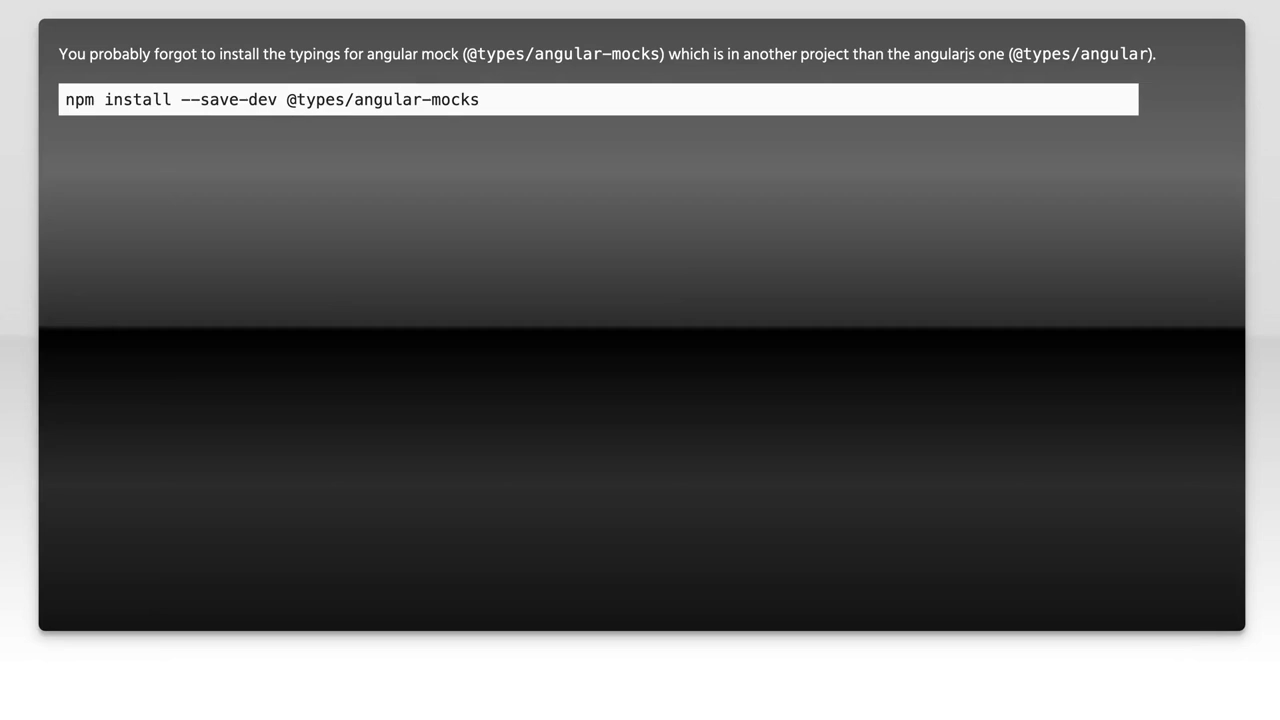 You probably forgot to install the typings for angular mock (@types/angular-mocks) which is in another project than the angularjs one (@types/angular).
npm install --save-dev @types/angular-mocks